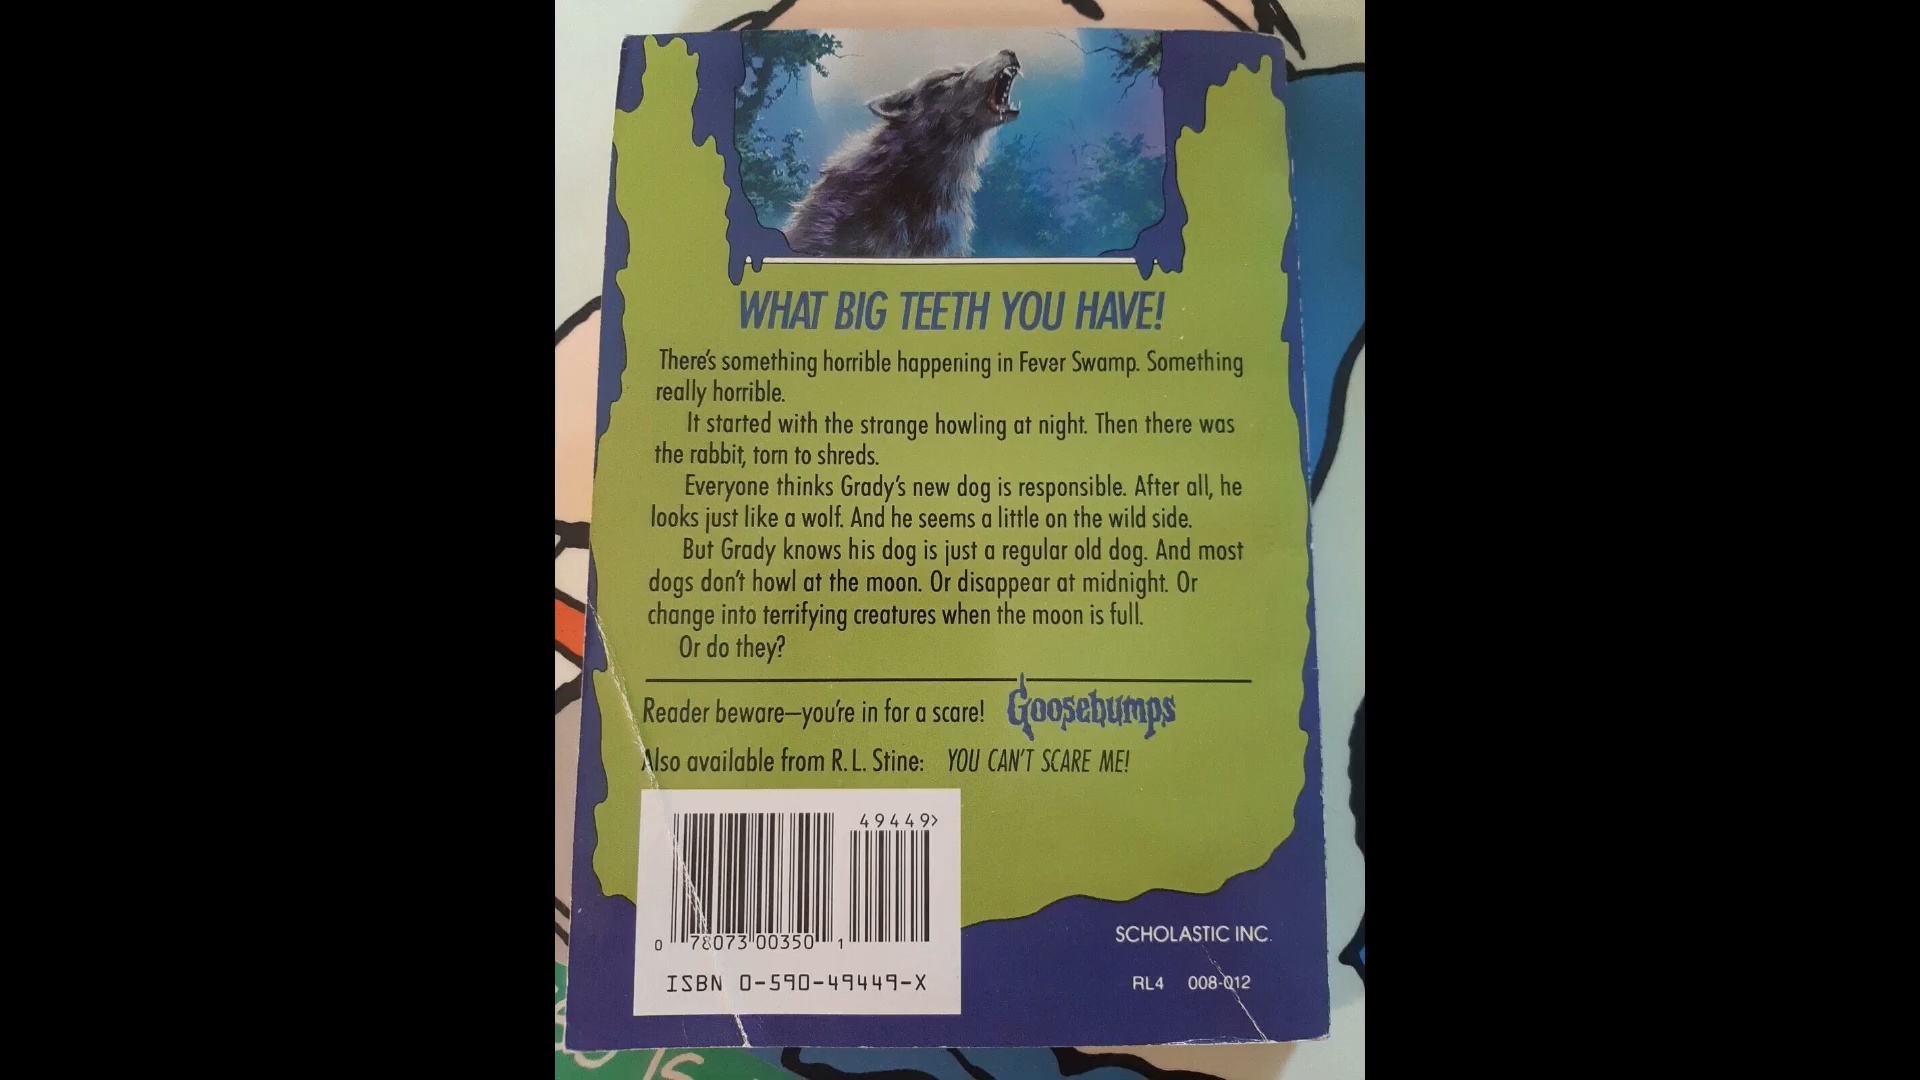 WHAT BIG TEETH YOU HAVE!
There's something horrible happening in Fever Swamp. Something
really horrible.
It started with the strange howling at night. Then there was
the rabbit, torn to shreds.
Everyone thinks Grady's new dog is responsible. After all, he
looks just like a wolf. And he seems a little on the wild side.
But Grady knows his dog is just a regular old dog. And most
dogs don't howl at the moon. Or disappear at midnight. Or
change into terrifying creatures when the moon is full.
Or do they?
Reader beware—you're in for a scare! Goosebumps
Also available from R. L. Stine: YOU CAN'T SCARE ME!
49449>
0 78073 00350 1
ISBN 0-590-49449-X
SCHOLASTIC INC.
RL4 008-012